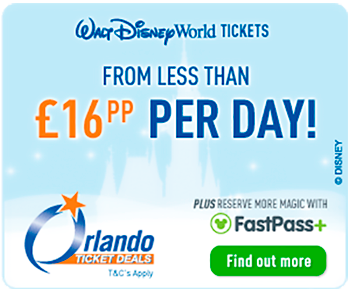 WALT DISNEY World TICKETS
FROM LESS THAN
£16PP PER DAY!
© DISNEY
PLUS RESERVE MORE MAGIC WITH
FastPass+
Orlando
TICKET DEALS
T&C's Apply
Find out more